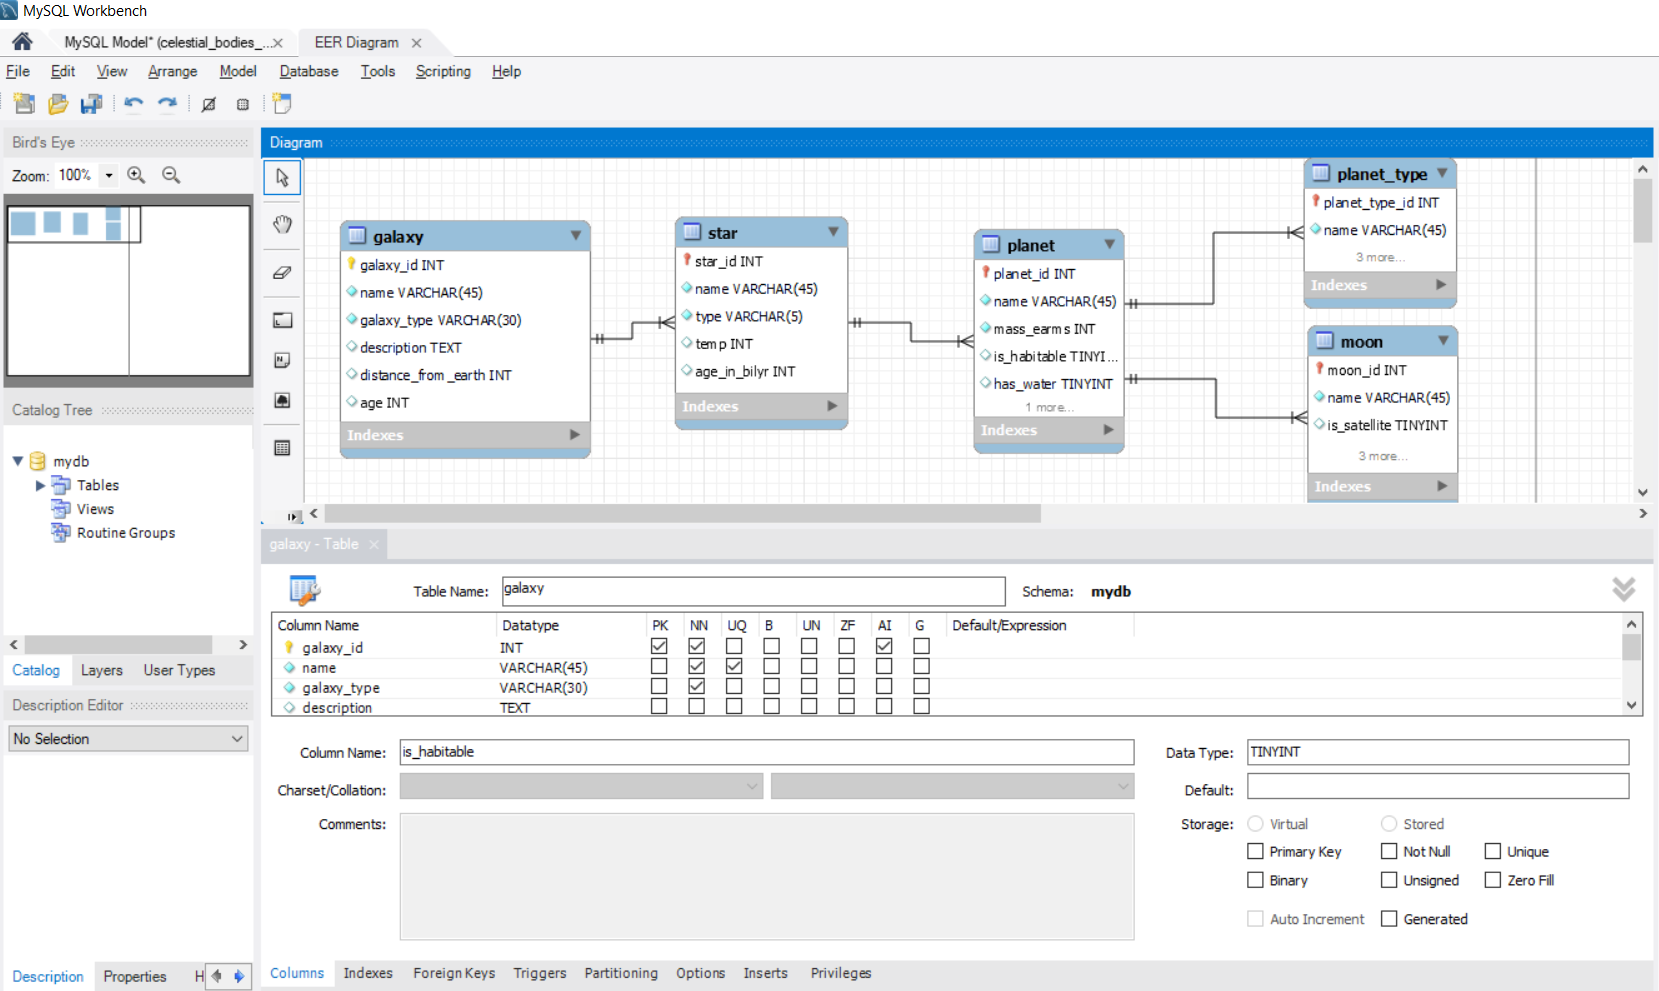 MySQL Workbench
MySQL Model* (celestial_bodies_...
EER Diagram
File Edit View Arrange Model Database Tools Scripting Help
Bird's Eye
Zoom: 100%
Catalog Tree
mydb
Tables
Views
Routine Groups
Catalog Layers User Types
Description Editor
No Selection
Description Properties H
Diagram
galaxy
galaxy_id INT
name VARCHAR(45)
galaxy_type VARCHAR(30)
description TEXT
distance_from _earth INT
age INT
Indexes
star
star_id INT
name VARCHAR(45)
type VARCHAR(5)
temp INT
age_in_bilyr INT
Indexes
planet
planet_id INT
name VARCHAR(45)
mass_earms INT
is_habitable TINYI...
has_water TINYINT
1 more...
Indexes
planet_type
planet_type_id INT
name VARCHAR(45)
3 more...
Indexes
moon
moon_id INT
name VARCHAR(45)
is_satellite TINYINT
3 more...
Indexes
galaxy - Table
Table Name: galaxy Schema: mydb
Column Name Datatype PK NN UQ B UN ZF AI G Default/Expression
galaxy_id INT
name VARCHAR(45)
galaxy_type VARCHAR(30)
description TEXT
Column Name: is_habitable Data Type: TINYINT
Charset/Collation: Default:
Comments: Storage: Virtual Stored
Primary Key Not Null Unique
Binary Unsigned Zero Fill
Auto Increment Generated
Columns Indexes Foreign Keys Triggers Partitioning Options Inserts Privileges